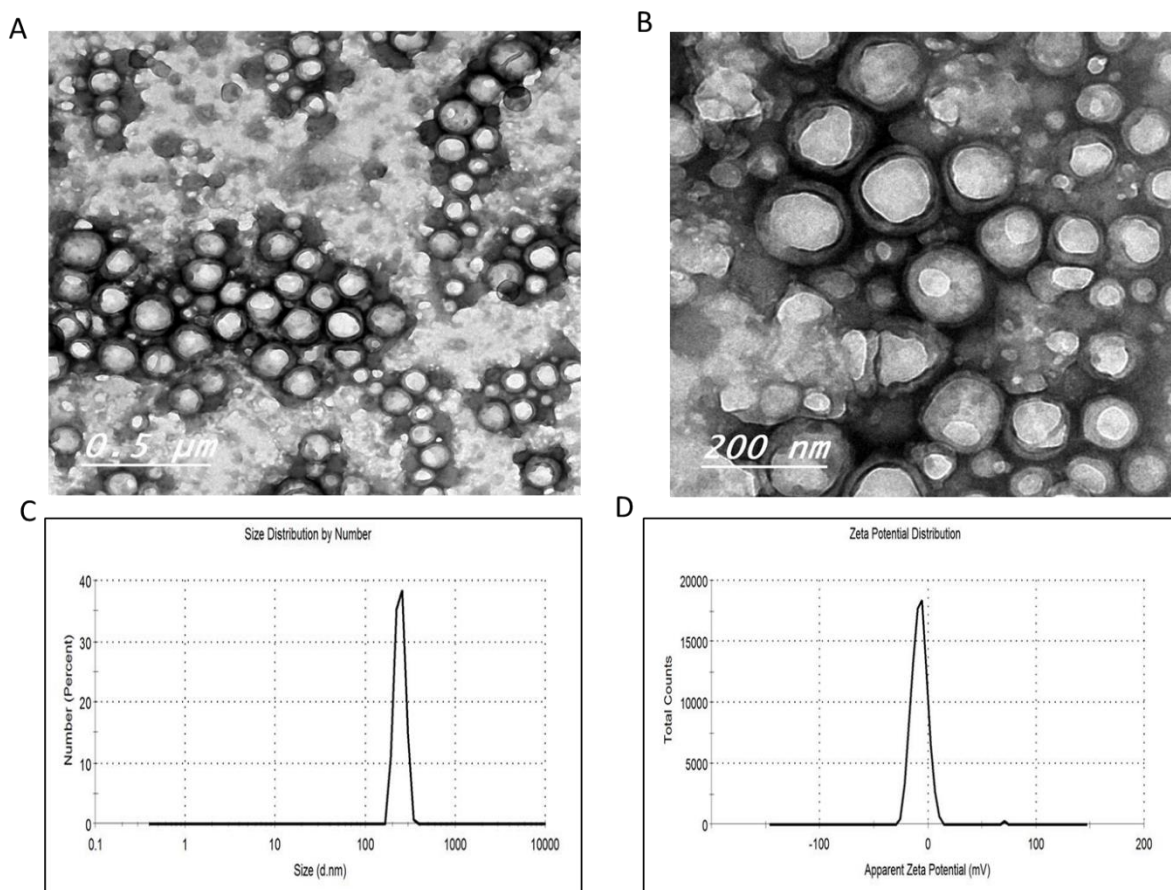 A
B
0.5 µm
200 nm
C
Size Distribution by Number
40
30
20
10
0
Number (Percent)
0.1
1
10
100
1000
10000
Size (d.nm)
D
Zeta Potential Distribution
20000
15000
10000
5000
0
Total Counts
-100
0
100
200
Apparent Zeta Potential (mV)